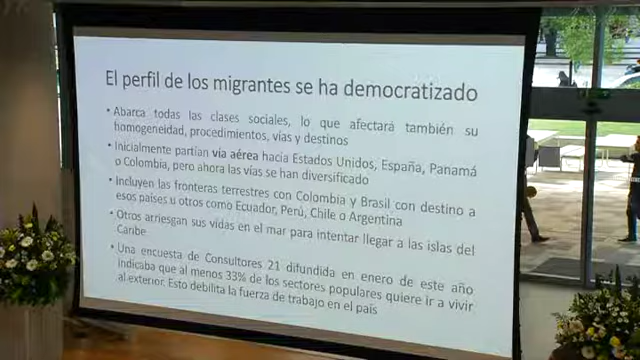 El perfil de los migrantes se ha democratizado
• Abarca todas las clases sociales, lo que afectará también su
homogeneidad, procedimientos, vías y destinos
• Inicialmente partían vía aérea hacia Estados Unidos, España, Panamá
o Colombia, pero ahora las vías se han diversificado
• Incluyen las fronteras terrestres con Colombia y Brasil con destino a
esos países u otros como Ecuador, Perú, Chile o Argentina
• Otros arriesgan sus vidas en el mar para intentar llegar a las islas del
Caribe
• Una encuesta de Consultores 21 difundida en enero de este año
indicaba que al menos 33% de los sectores populares quiere ir a vivir
al exterior. Esto debilita la fuerza de trabajo en el país